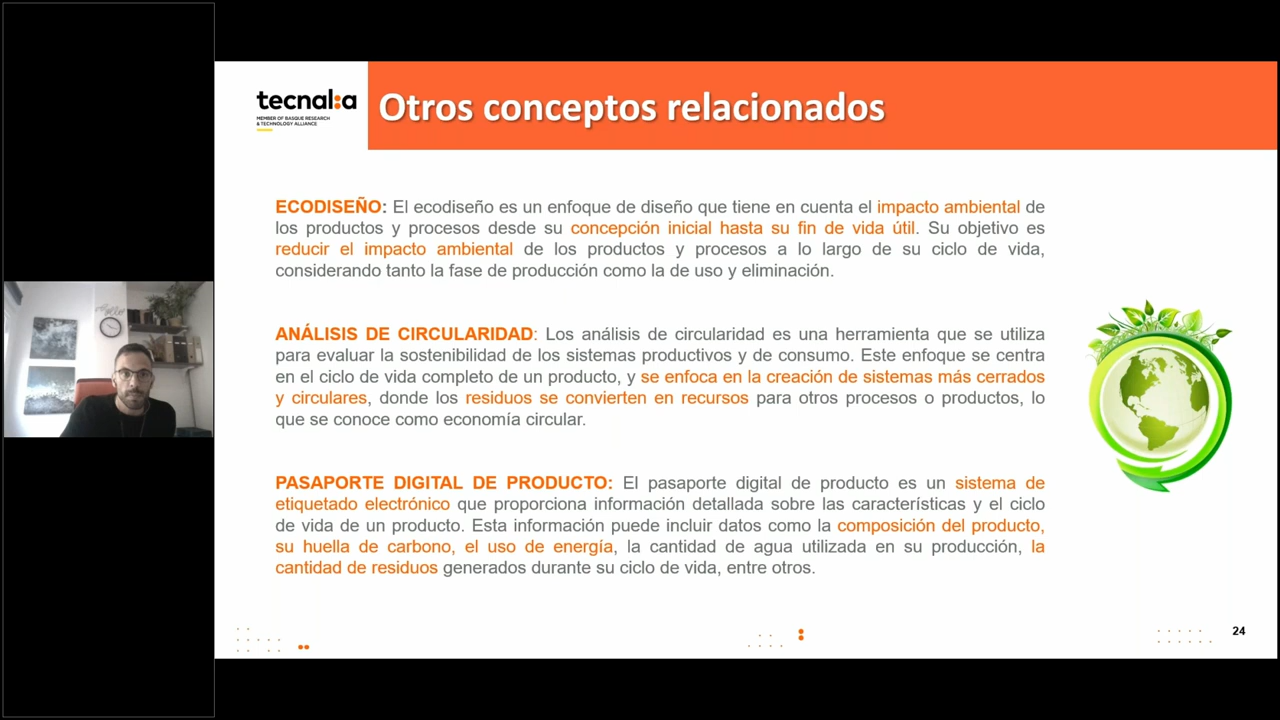 tecnal:a
MEMBER OF BASQUE RESEARCH
& TECHNOLOGY ALLIANCE
Otros conceptos relacionados
ECODISEÑO: El ecodiseño es un enfoque de diseño que tiene en cuenta el impacto ambiental de
los productos y procesos desde su concepción inicial hasta su fin de vida útil. Su objetivo es
reducir el impacto ambiental de los productos y procesos a lo largo de su ciclo de vida,
considerando tanto la fase de producción como la de uso y eliminación.
ANÁLISIS DE CIRCULARIDAD: Los análisis de circularidad es una herramienta que se utiliza
para evaluar la sostenibilidad de los sistemas productivos y de consumo. Este enfoque se centra
en el ciclo de vida completo de un producto, y se enfoca en la creación de sistemas más cerrados
y circulares, donde los residuos se convierten en recursos para otros procesos o productos, lo
que se conoce como economía circular.
PASAPORTE DIGITAL DE PRODUCTO: El pasaporte digital de producto es un sistema de
etiquetado electrónico que proporciona información detallada sobre las características y el ciclo
de vida de un producto. Esta información puede incluir datos como la composición del producto,
su huella de carbono, el uso de energía, la cantidad de agua utilizada en su producción, la
cantidad de residuos generados durante su ciclo de vida, entre otros.
24